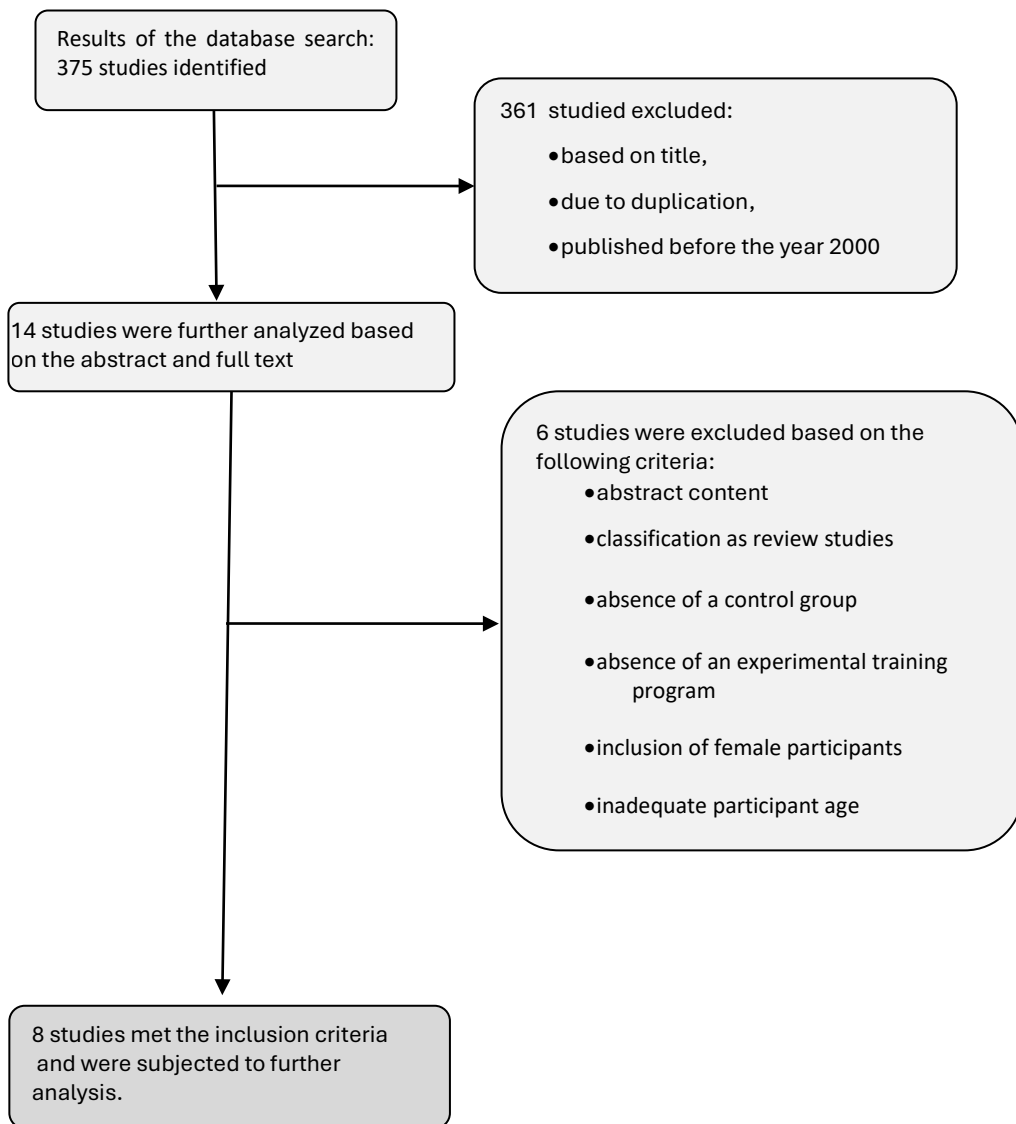 Results of the database search:
375 studies identified
361 studied excluded:
•based on title,
•due to duplication,
•published before the year 2000
14 studies were further analyzed based
on the abstract and full text
6 studies were excluded based on the
following criteria:
•abstract content
•classification as review studies
•absence of a control group
•absence of an experimental training
program
•inclusion of female participants
•inadequate participant age
8 studies met the inclusion criteria
and were subjected to further
analysis.